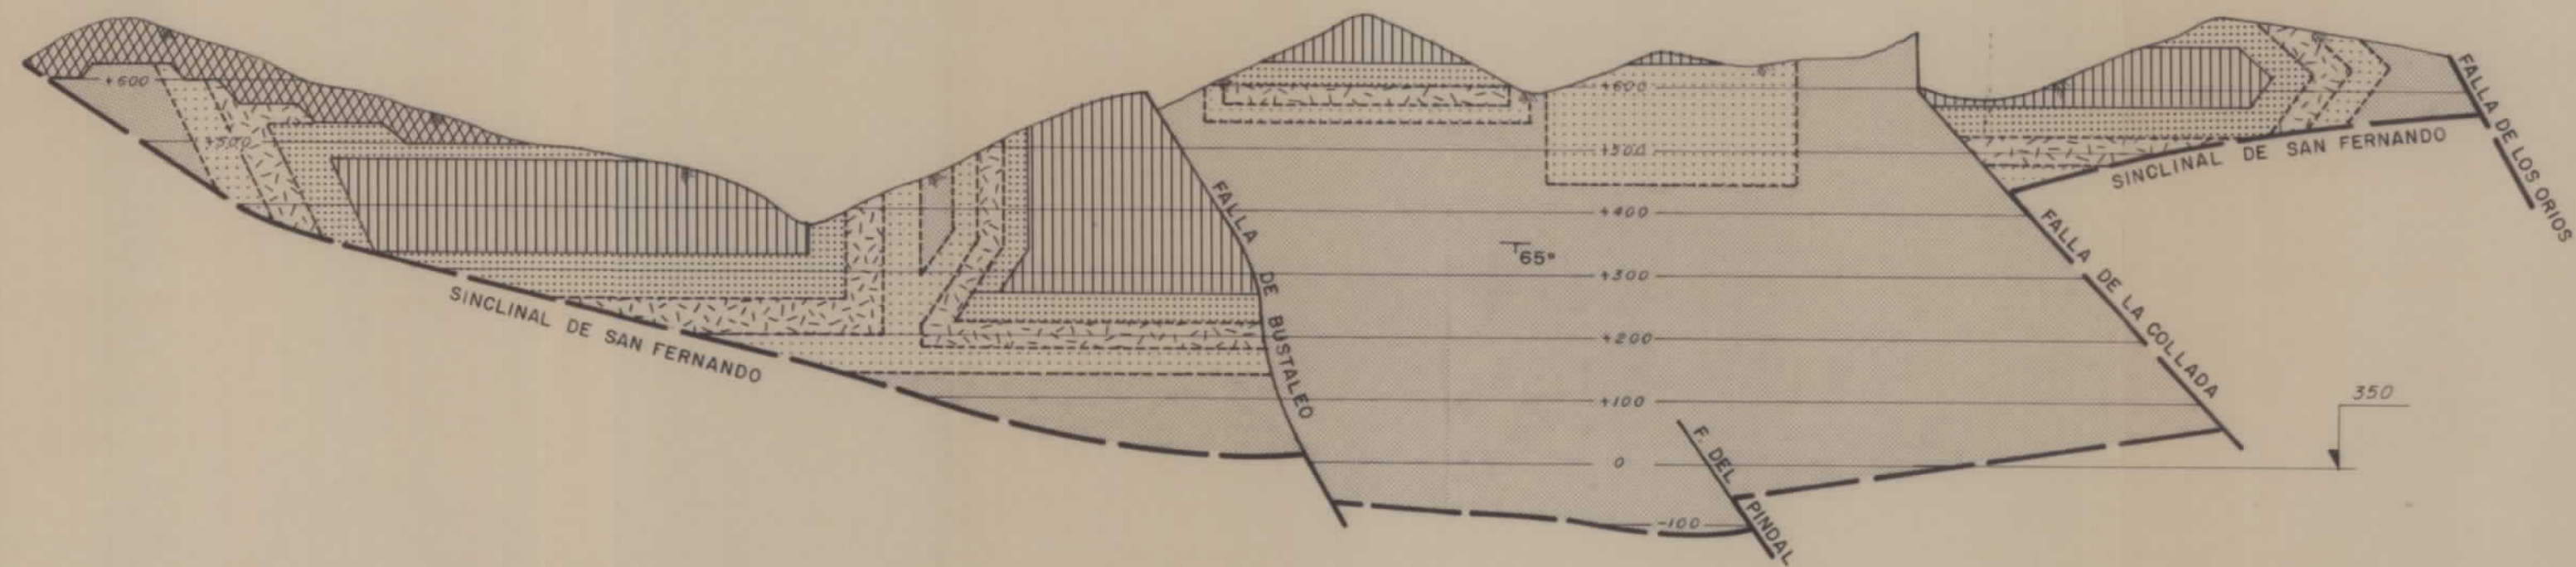 +600
+500
SINCLINAL DE SAN FERNANDO
FALLA DE BUSTALEO
+600
+500
+400
65°
+300
+200
+100
0
-100
F. DEL PINDAL
FALLA DE LA COLLADA
SINCLINAL DE SAN FERNANDO
FALLA DE LOS ORIOS
350